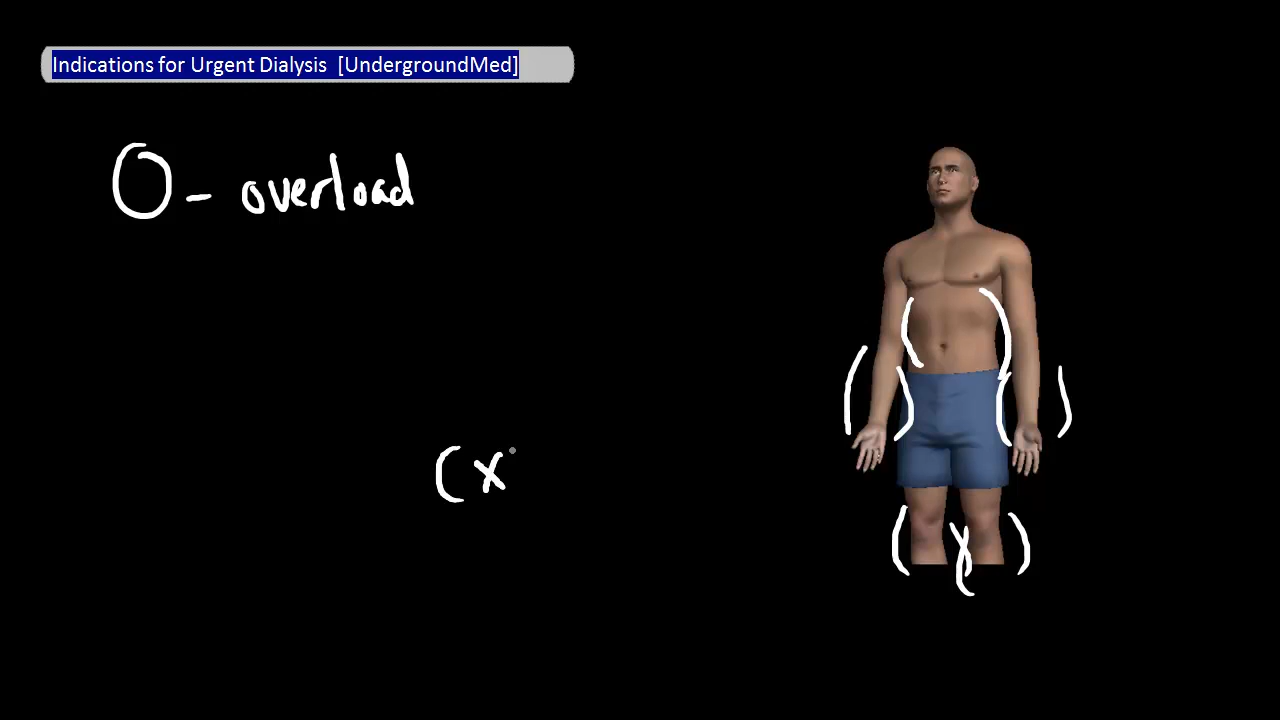 Indications for Urgent Dialysis [UndergroundMed]
O - overload
(x